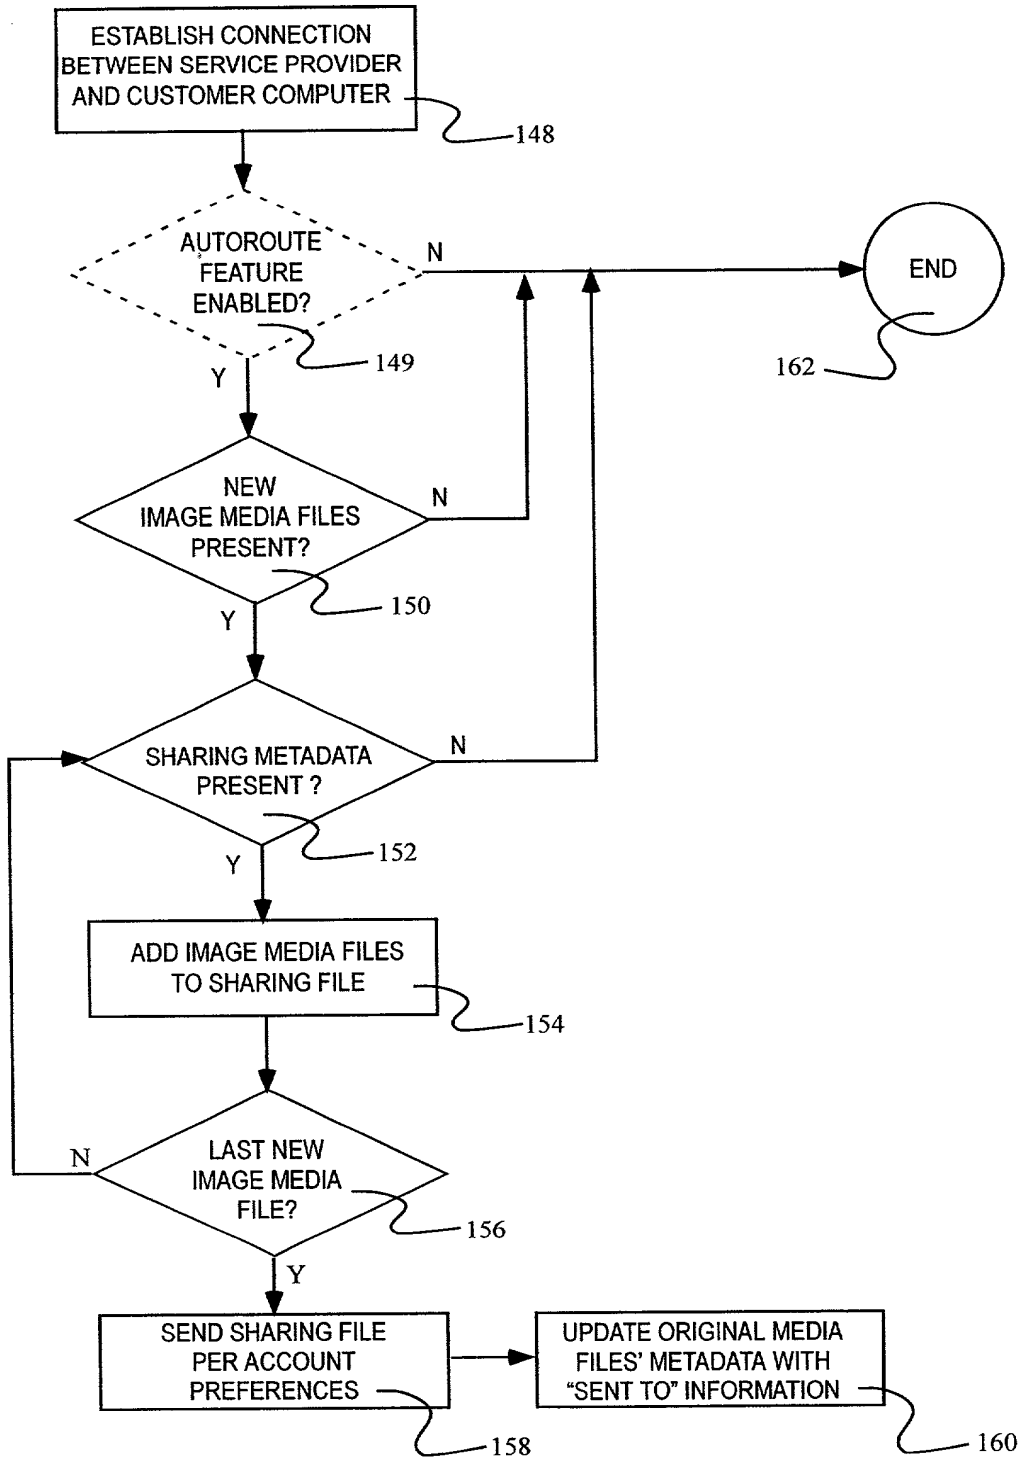 ESTABLISH CONNECTION
BETWEEN SERVICE PROVIDER
AND CUSTOMER COMPUTER
148
AUTOROUTE
FEATURE
ENABLED?
N
149
Y
END
162
NEW
IMAGE MEDIA FILES
PRESENT?
N
150
Y
SHARING METADATA
PRESENT ?
N
152
Y
ADD IMAGE MEDIA FILES
TO SHARING FILE
154
LAST NEW
IMAGE MEDIA
FILE?
N
156
Y
SEND SHARING FILE
PER ACCOUNT
PREFERENCES
158
UPDATE ORIGINAL MEDIA
FILES' METADATA WITH
“SENT TO” INFORMATION
160